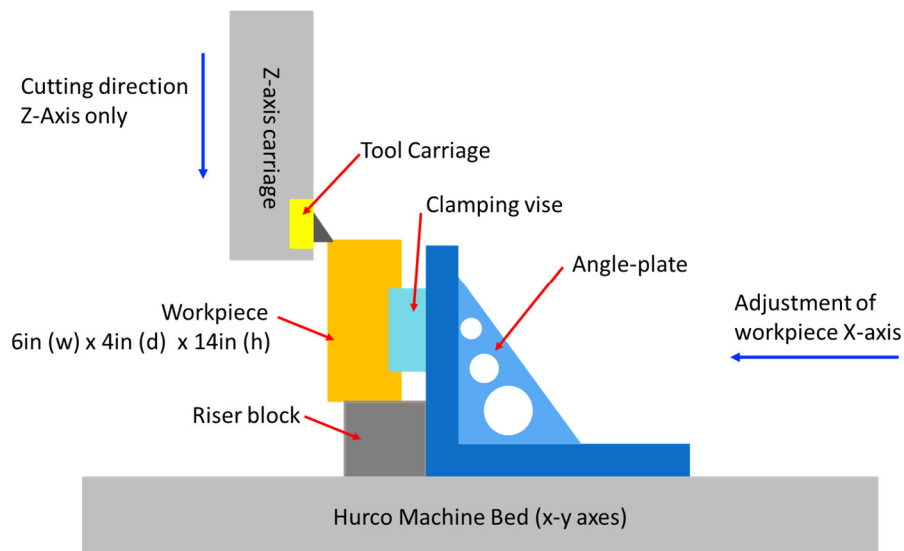 Cutting direction
Z-Axis only
Z-axis carriage
Tool Carriage
Clamping vise
Angle-plate
Adjustment of
workpiece X-axis
Workpiece
6in (w) x 4in (d)  x 14in (h)
Riser block
Hurco Machine Bed (x-y axes)